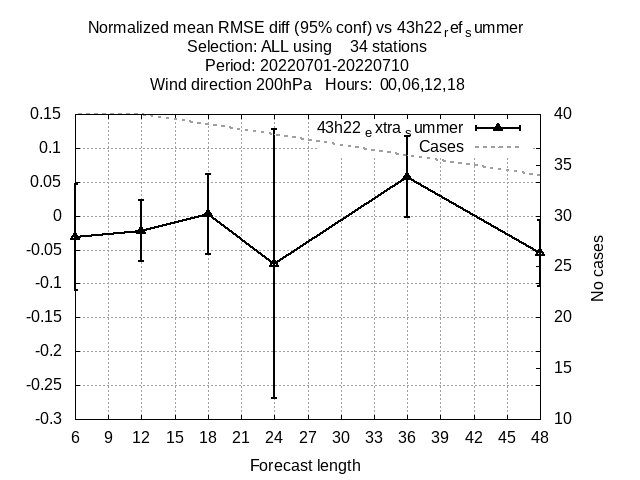 Normalized mean RMSE diff (95% conf) vs 43h22refsummer
Selection: ALL using 34 stations
Period: 20220701-20220710
Wind direction 200hPa Hours: 00,06,12,18
43h22extrasummer
Cases
0.15
0.1
0.05
0
-0.05
-0.1
-0.15
-0.2
-0.25
-0.3
40
35
30
25
20
15
10
No cases
6 9 12 15 18 21 24 27 30 33 36 39 42 45 48
Forecast length